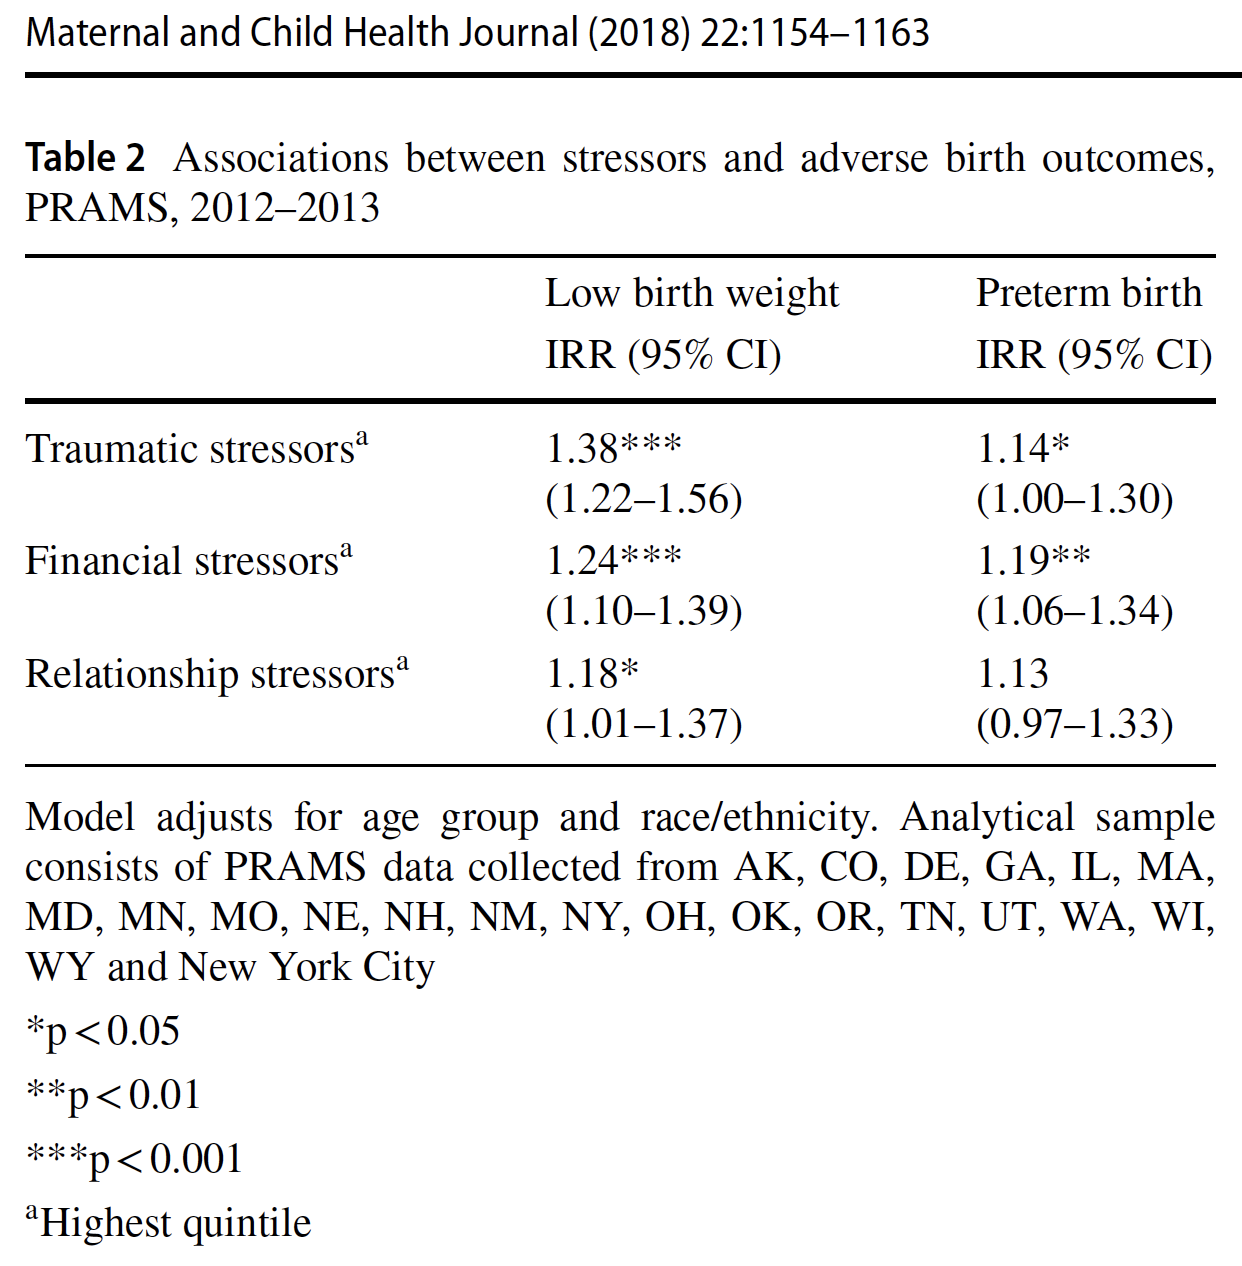 Maternal and Child Health Journal (2018) 22:1154–1163
Table 2 Associations between stressors and adverse birth outcomes,
PRAMS, 2012–2013
Low birth weight Preterm birth
IRR (95% CI) IRR (95% CI)
Traumatic stressorsa 1.38*** 1.14*
(1.22–1.56) (1.00–1.30)
Financial stressorsa 1.24*** 1.19**
(1.10–1.39) (1.06–1.34)
Relationship stressorsa 1.18* 1.13
(1.01–1.37) (0.97–1.33)
Model adjusts for age group and race/ethnicity. Analytical sample
consists of PRAMS data collected from AK, CO, DE, GA, IL, MA,
MD, MN, MO, NE, NH, NM, NY, OH, OK, OR, TN, UT, WA, WI,
WY and New York City
*p < 0.05
**p < 0.01
***p < 0.001
aHighest quintile